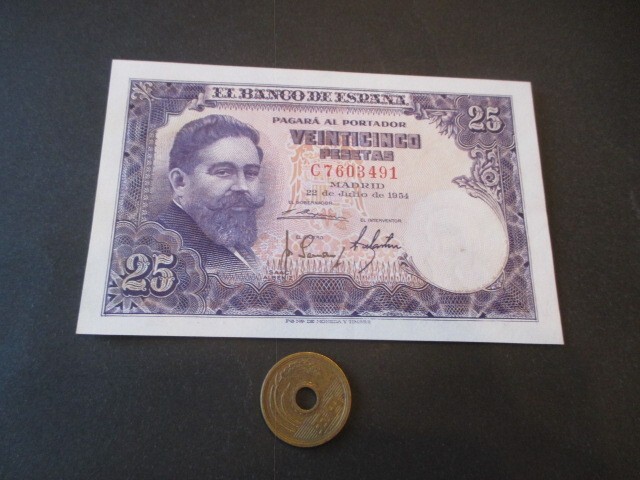 EL BANCO DE ESPAÑA
25
PAGARÁ AL PORTADOR
VEINTICINCO
PESETAS
C7603491
MADRID
22 de Julio de 1954
EL INTERVENTOR
25